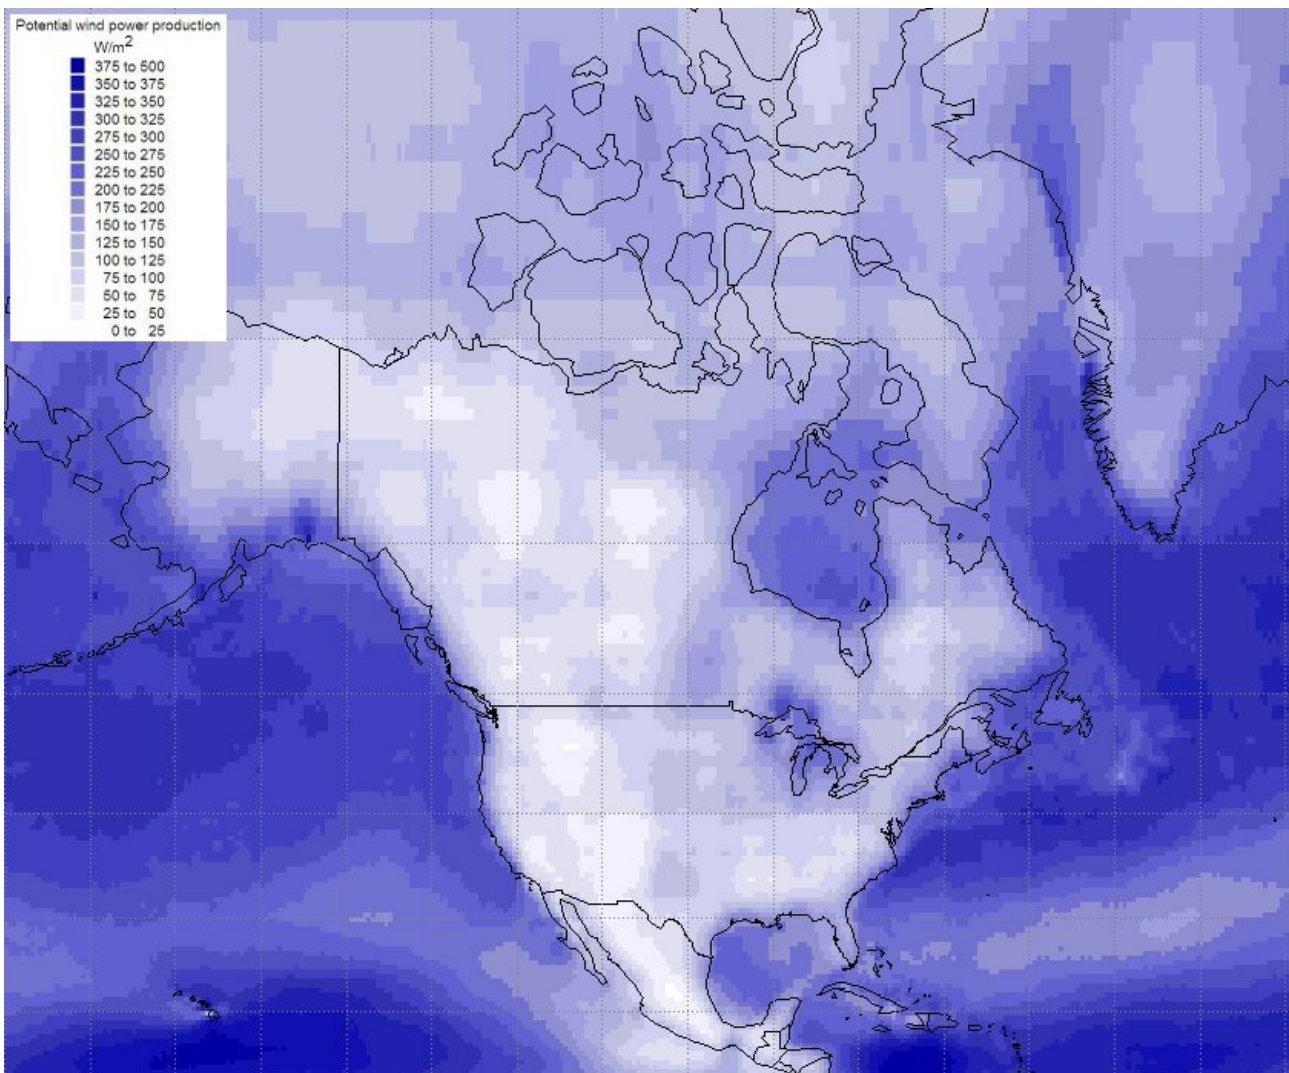 Potential wind power production
W/m2
375 to 500
350 to 375
325 to 350
300 to 325
275 to 300
250 to 275
225 to 250
200 to 225
175 to 200
150 to 175
125 to 150
100 to 125
75 to 100
50 to 75
25 to 50
0 to 25